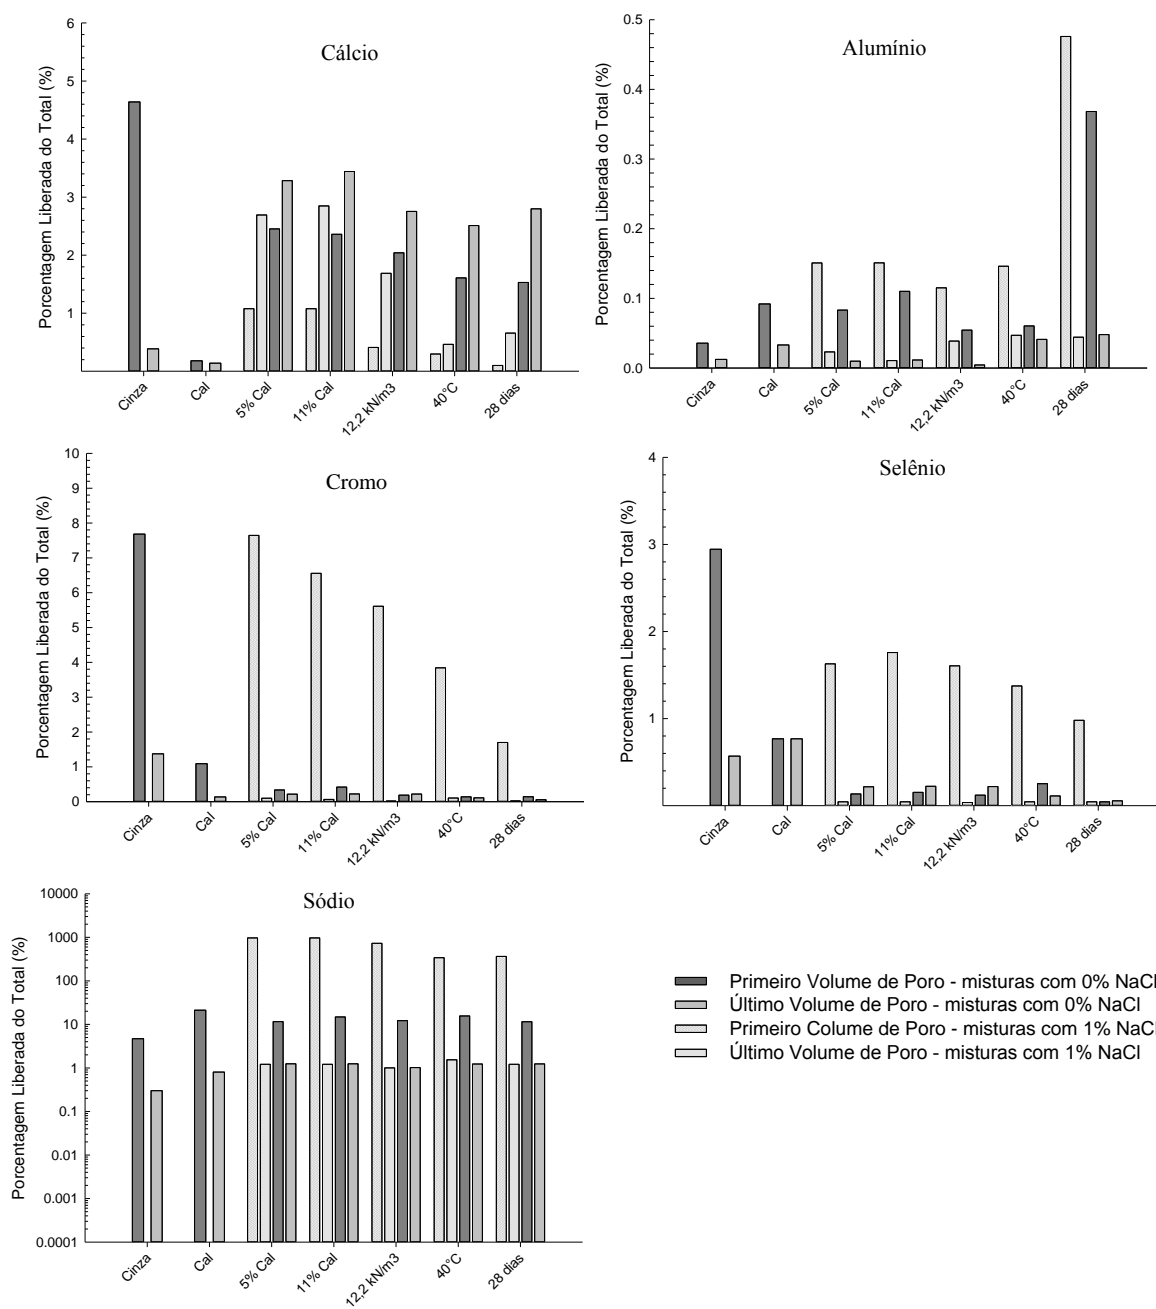 Cálcio
Porcentagem Liberada do Total (%)
6
5
4
3
2
1
Cinza
Cal
5% Cal
11% Cal
12,2 kN/m3
40°C
28 dias
Alumínio
Porcentagem Liberada do Total (%)
0.5
0.4
0.3
0.2
0.1
0.0
Cinza
Cal
5% Cal
11% Cal
12,2 kN/m3
40°C
28 dias
Cromo
Porcentagem Liberada do Total (%)
10
9
8
7
6
5
4
3
2
1
0
Cinza
Cal
5% Cal
11% Cal
12,2 kN/m3
40°C
28 dias
Selênio
Porcentagem Liberada do Total (%)
4
3
2
1
Cinza
Cal
5% Cal
11% Cal
12,2 kN/m3
40°C
28 dias
Sódio
Porcentagem Liberada do Total (%)
10000
1000
100
10
1
0.1
0.01
0.001
0.0001
Cinza
Cal
5% Cal
11% Cal
12,2 kN/m3
40°C
28 dias
Primeiro Volume de Poro - misturas com 0% NaCl
Último Volume de Poro - misturas com 0% NaCl
Primeiro Colume de Poro - misturas com 1% NaCl
Último Volume de Poro - misturas com 1% NaCl